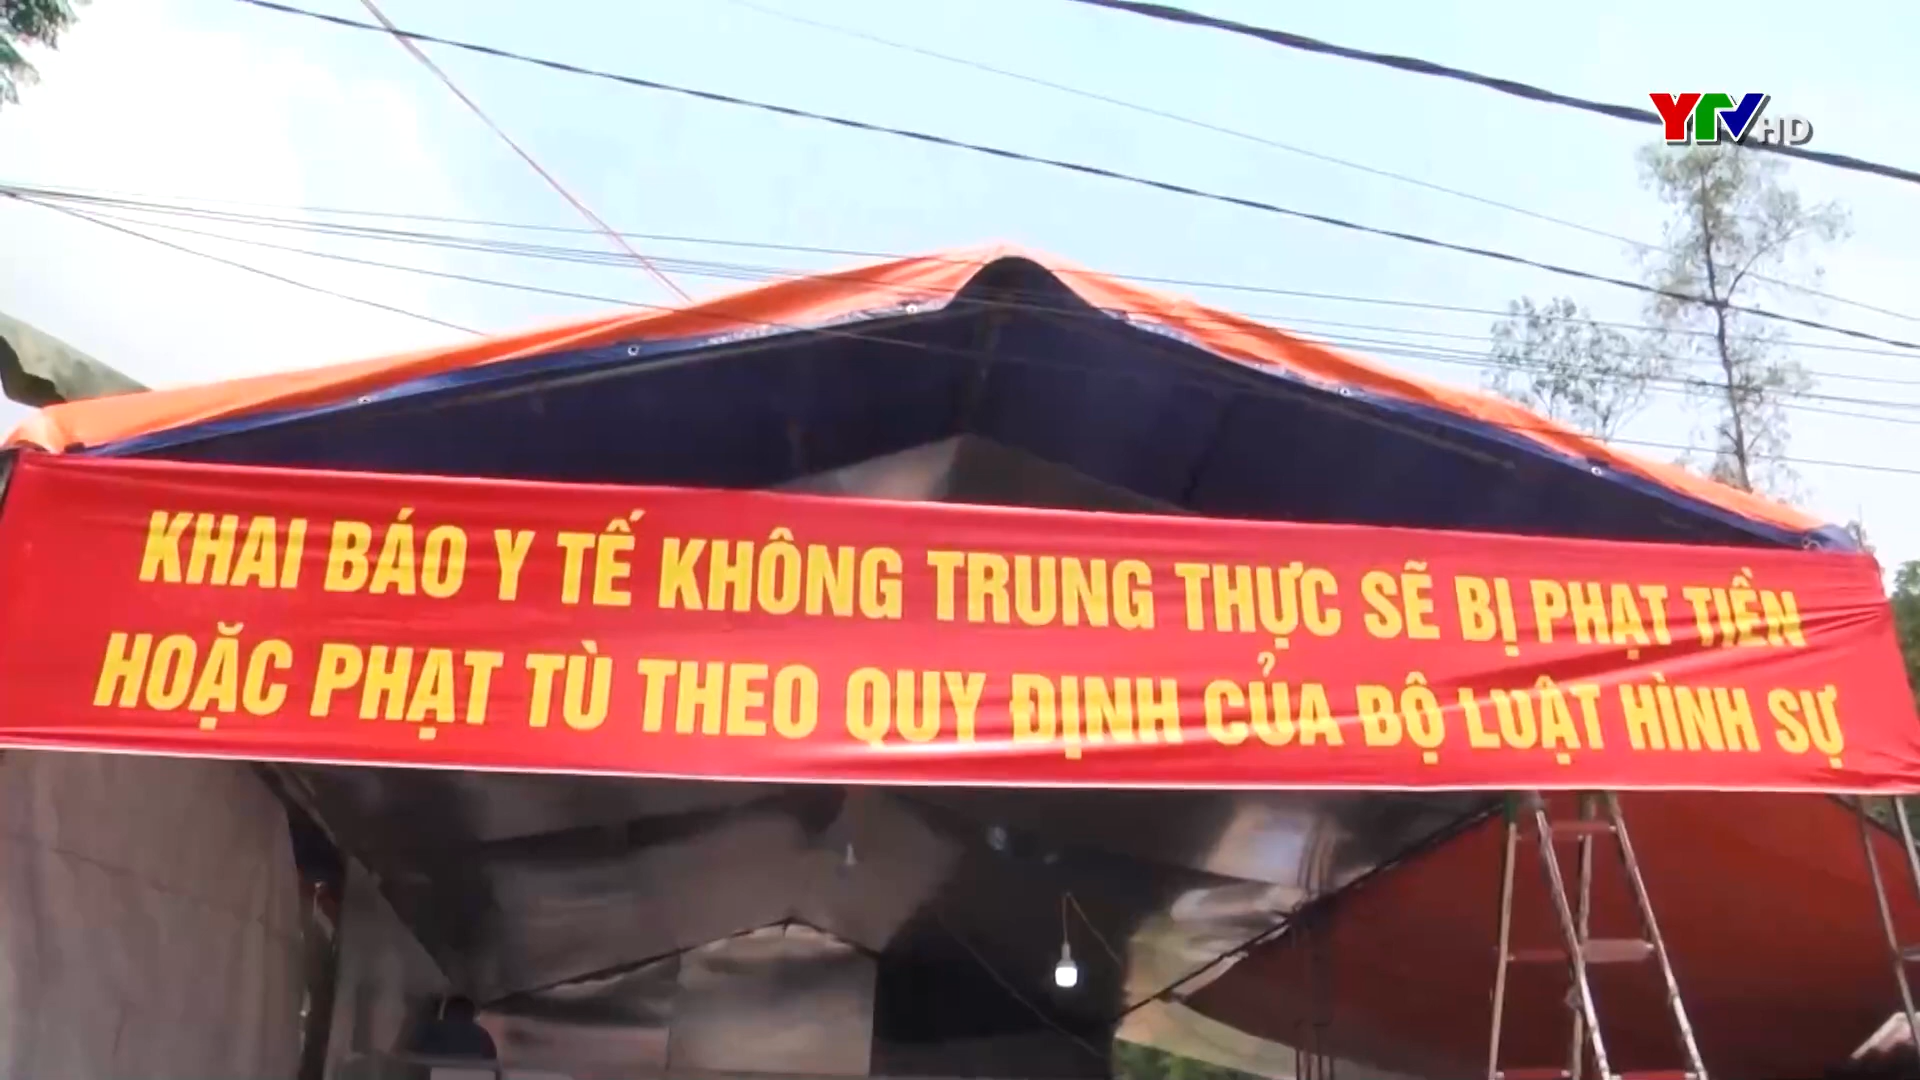 YTV HD
KHAI BÁO Y TẾ KHÔNG TRUNG THỰC SẼ BỊ PHẠT TIỀN
HOẶC PHẠT TÙ THEO QUY ĐỊNH CỦA BỘ LUẬT HÌNH SỰ